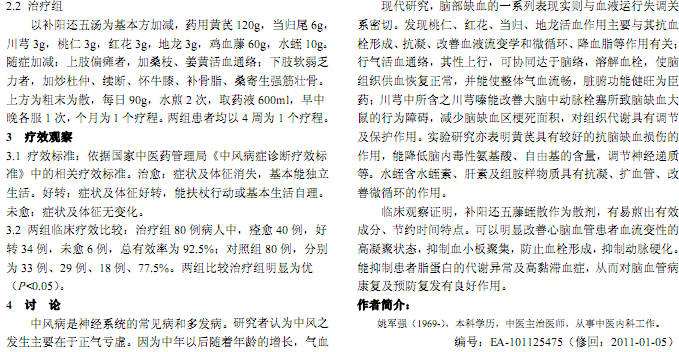 2.2 治疗组
以补阳还五汤为基本方加减，药用黄芪 120g，当归尾 6g，
川芎 3g，桃仁 3g，红花 3g，地龙 3g，鸡血藤 60g，水蛭 10g。
随症加减：上肢偏瘫者，加桑枝、姜黄活血通络；下肢软弱乏
力者，加炒杜仲、续断、怀牛膝、补骨脂、桑寄生强筋壮骨。
上方为粗末为散，每日 90g，水煎 2 次，取药液 600ml，早中
晚各服 1 次，个月为 1 个疗程。两组患者均以 4 周为 1 个疗程。
3 疗效观察
3.1 疗效标准：依据国家中医药管理局《中风病症诊断疗效标
准》中的相关疗效标准。治愈：症状及体征消失，基本能独立
生活。好转：症状及体征好转，能扶杖行动或基本生活自理。
未愈：症状及体征无变化。
3.2 两组临床疗效比较：治疗组 80 例病人中，痊愈 40 例，好
转 34 例，未愈 6 例，总有效率为 92.5%；对照组 80 例，分别
为 33 例、29 例、18 例、77.5%。两组比较治疗组明显为优
（P<0.05）。
4 讨 论
中风病是神经系统的常见病和多发病。研究者认为中风之
发生主要在于正气亏虚。因为中年以后随着年龄的增长，气血
现代研究，脑部缺血的一系列表现实则与血液运行失调关
系密切。发现桃仁、红花、当归、地龙活血作用主要与其抗血
栓形成、抗凝、改善血液流变学和微循环、降血脂等作用有关；
行气活血通络，其性上行，可协同达于脑络，溶解血栓，使脑
组织供血恢复正常，并能使整体气血流畅，脏腑功能健旺为臣
药；川芎中所含之川芎嗪能改善大脑中动脉栓塞所致脑缺血大
鼠的行为障碍，减少脑缺血区梗死面积，对组织代谢具有调节
及保护作用。实验研究亦表明黄芪具有较好的抗脑缺血损伤的
作用，能降低脑内毒性氨基酸、自由基的含量，调节神经递质
等。水蛭含水蛭素、肝素及组胺样物质具有抗凝、扩血管、改
善微循环的作用。
临床观察证明，补阳还五藤蛭散作为散剂，有易煎出有效
成分、节约时间特点。可以明显改善心脑血管患者血流变性的
高凝聚状态，抑制血小板聚集，防止血栓形成，抑制动脉硬化。
能抑制患者脂蛋白的代谢异常及高黏滞血症，从而对脑血管病
康复及预防复发有良好作用。
作者简介：
姚军强（1969-），本科学历，中医主治医师，从事中医内科工作。
编号：EA-101125475（修回：2011-01-05）